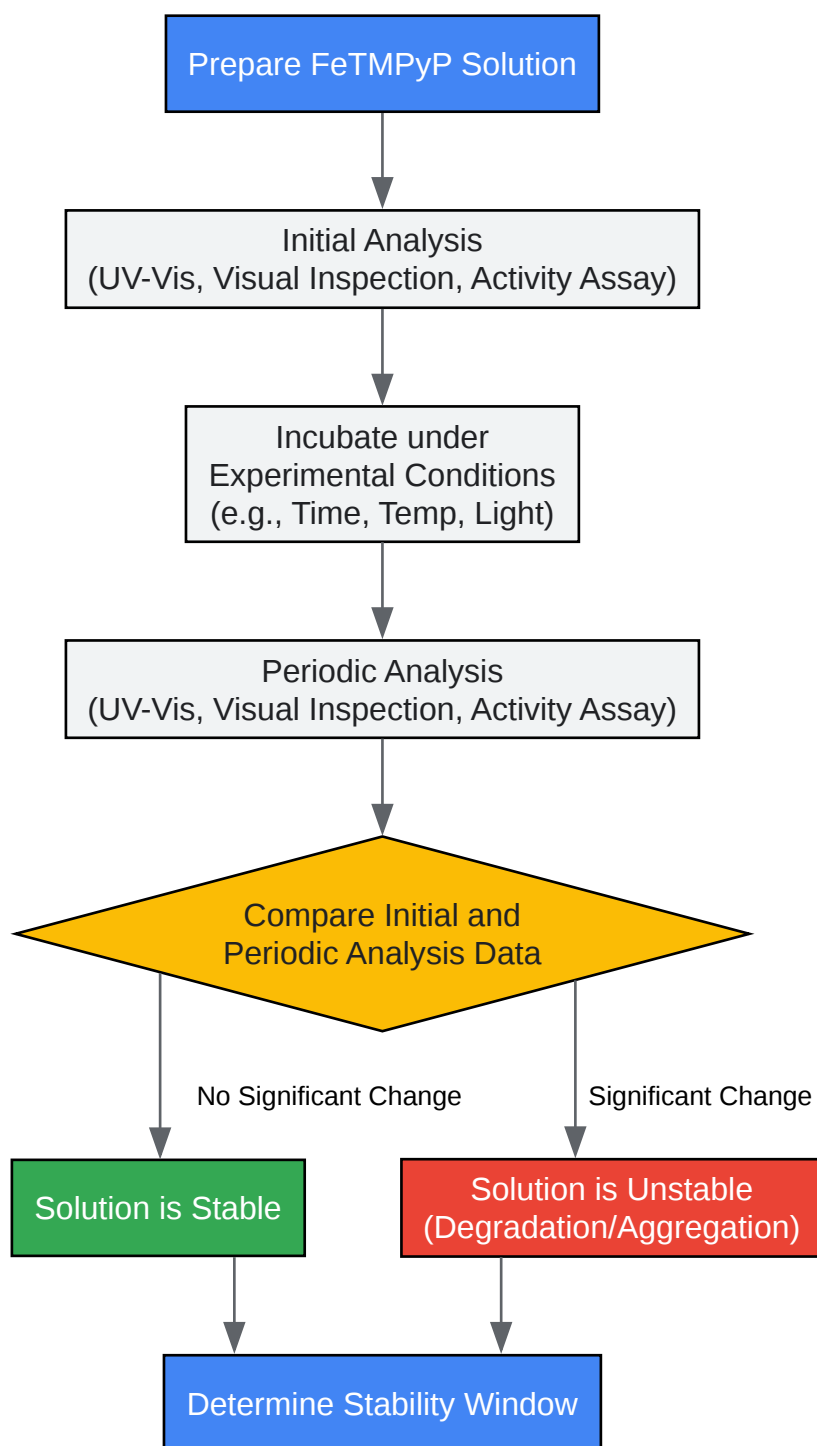 Prepare FeTMPyP Solution
Initial Analysis
(UV-Vis, Visual Inspection, Activity Assay)
Incubate under
Experimental Conditions
(e.g., Time, Temp, Light)
Periodic Analysis
(UV-Vis, Visual Inspection, Activity Assay)
Compare Initial and
Periodic Analysis Data
No Significant Change
Significant Change
Solution is Stable
Solution is Unstable
(Degradation/Aggregation)
Determine Stability Window